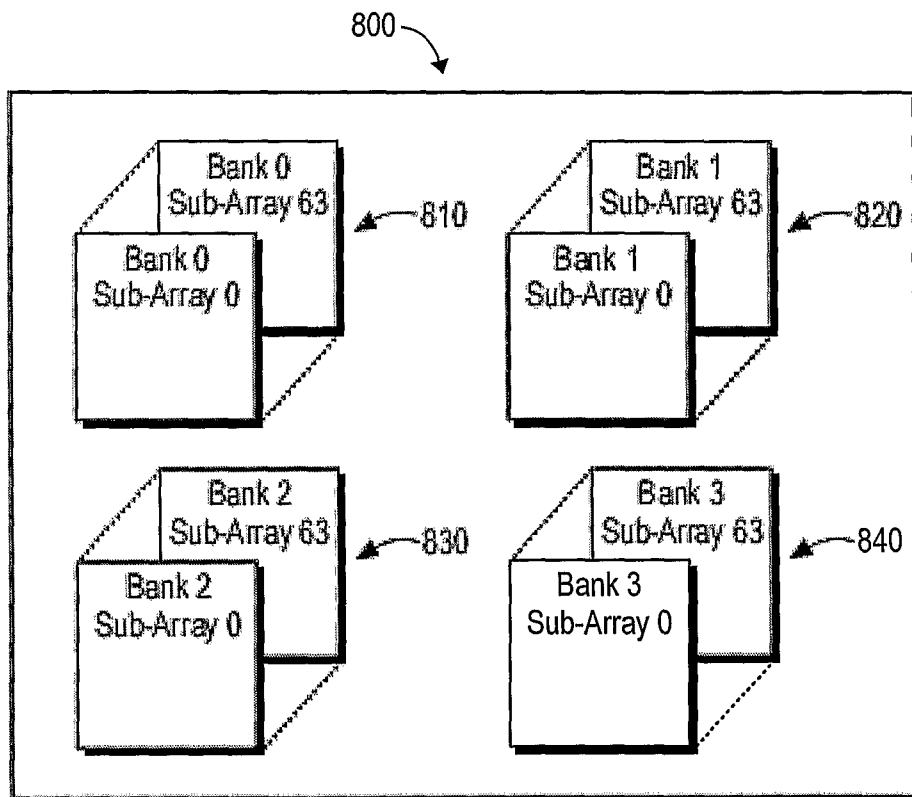 800
Bank 0
Sub-Array 63
810
Bank 0
Sub-Array 0
Bank 1
Sub-Array 63
820
Bank 1
Sub-Array 0
Bank 2
Sub-Array 63
830
Bank 2
Sub-Array 0
Bank 3
Sub-Array 63
840
Bank 3
Sub-Array 0